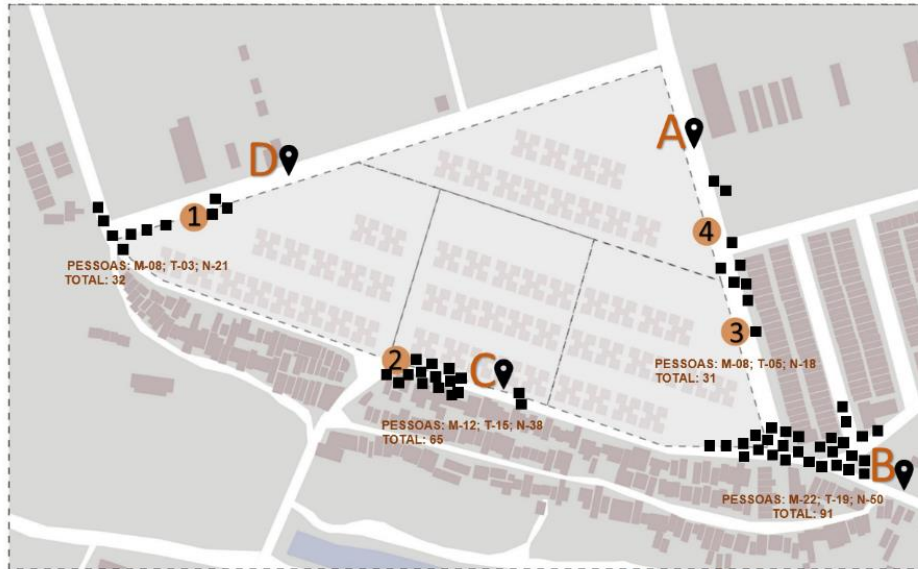 A
D
1
4
PESSOAS: M-08; T-03; N-21
TOTAL: 32
3
2
C
PESSOAS: M-08; T-05; N-18
TOTAL: 31
PESSOAS: M-12; T-15; N-38
TOTAL: 65
B
PESSOAS: M-22; T-19; N-50
TOTAL: 91